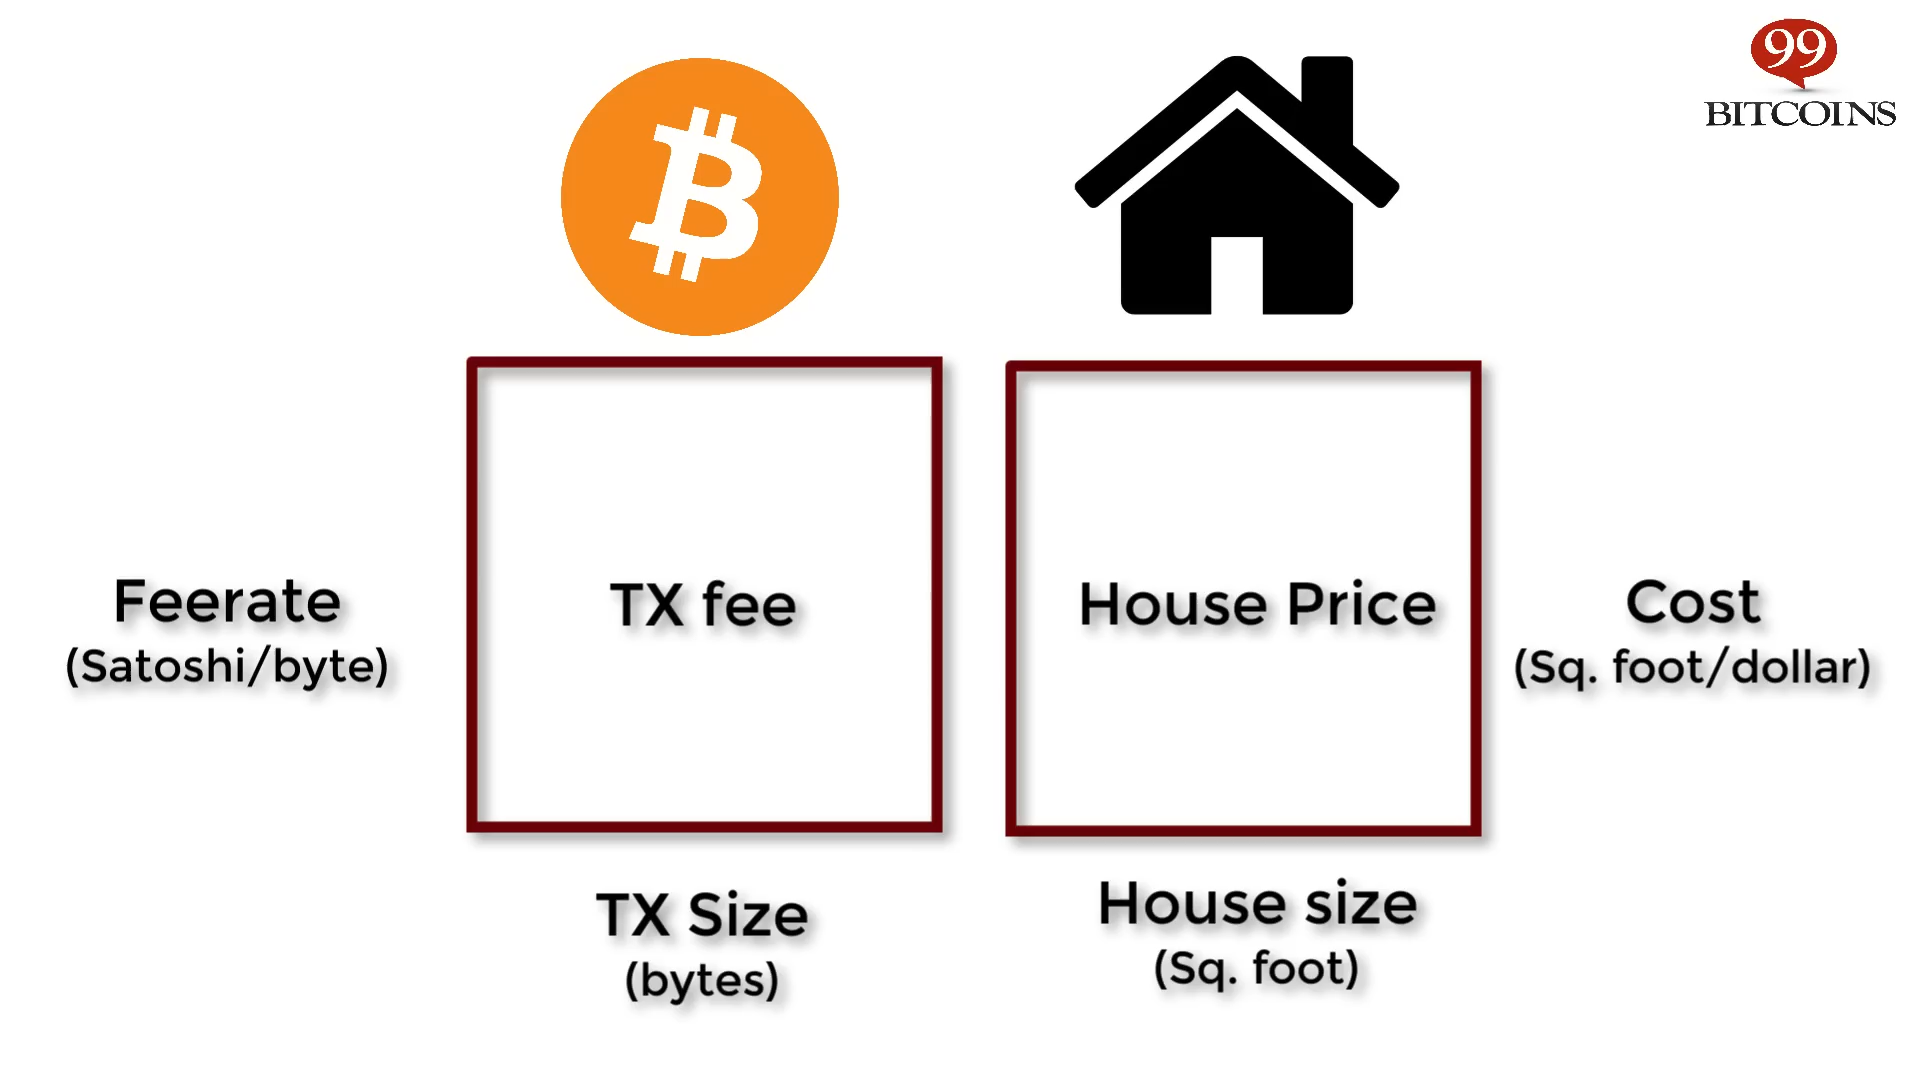 99
BITCOINS
Feerate
(Satoshi/byte)
TX fee
TX Size
(bytes)
House Price
House size
(Sq. foot)
Cost
(Sq. foot/dollar)